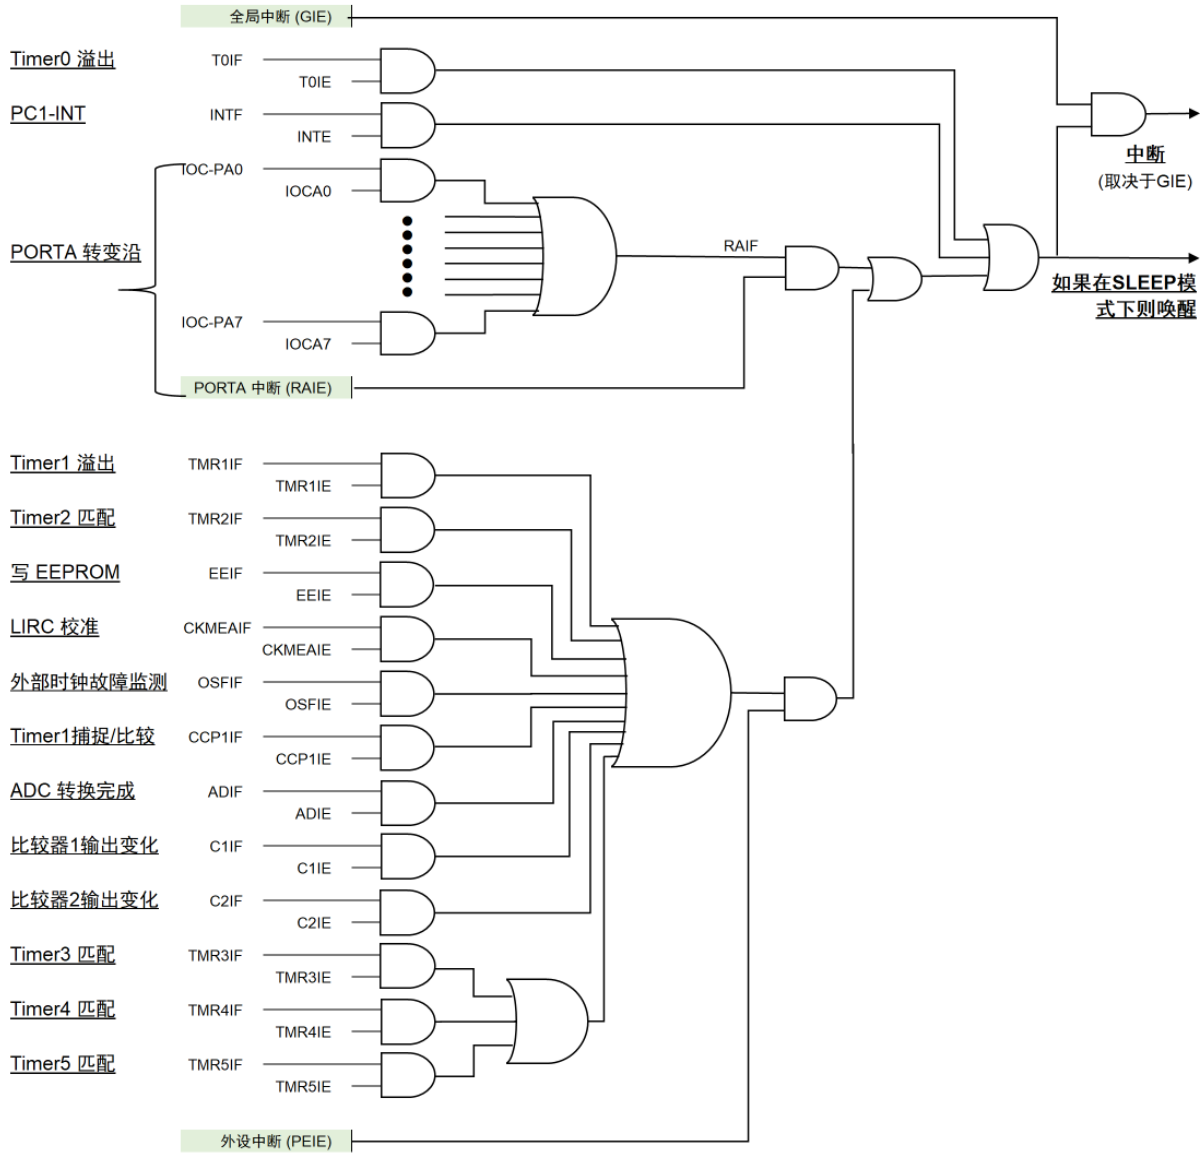 全局中断 (GIE)
Timer0 溢出
T0IF
T0IE
PC1-INT
INTF
INTE
中断
(取决于GIE)
IOC-PA0
IOCA0
PORTA 转变沿
RAIF
如果在SLEEP模
式下则唤醒
IOC-PA7
IOCA7
PORTA 中断 (RAIE)
Timer1 溢出
TMR1IF
TMR1IE
Timer2 匹配
TMR2IF
TMR2IE
写 EEPROM
EEIF
EEIE
LIRC 校准
CKMEAIF
CKMEAIE
外部时钟故障监测
OSFIF
OSFIE
Timer1捕捉/比较
CCP1IF
CCP1IE
ADC 转换完成
ADIF
ADIE
比较器1输出变化
C1IF
C1IE
比较器2输出变化
C2IF
C2IE
Timer3 匹配
TMR3IF
TMR3IE
Timer4 匹配
TMR4IF
TMR4IE
Timer5 匹配
TMR5IF
TMR5IE
外设中断 (PEIE)